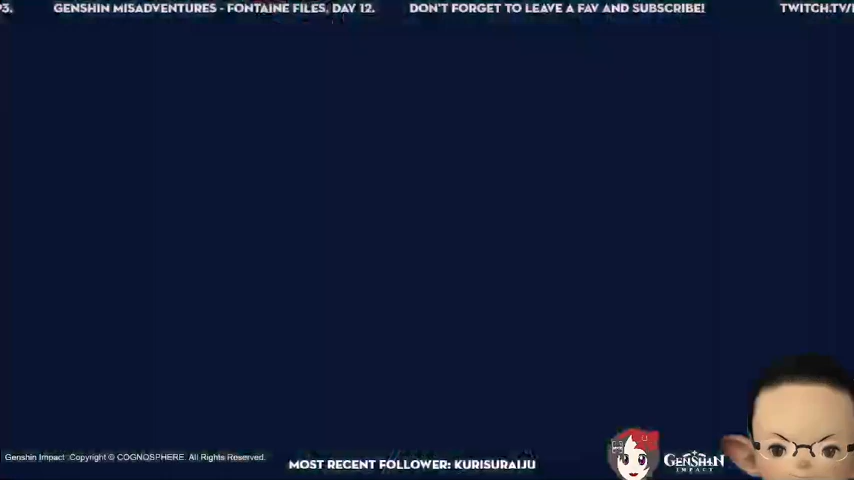 GENSHIN MISADVENTURES - FONTAINE FILES, DAY 12. DON'T FORGET TO LEAVE A FAV AND SUBSCRIBE! TWITCH.TV/
Genshin Impact. Copyright © COGNOSPHERE. All Rights Reserved.
MOST RECENT FOLLOWER: KURISURAIJU
GENSHIN
IMPACT